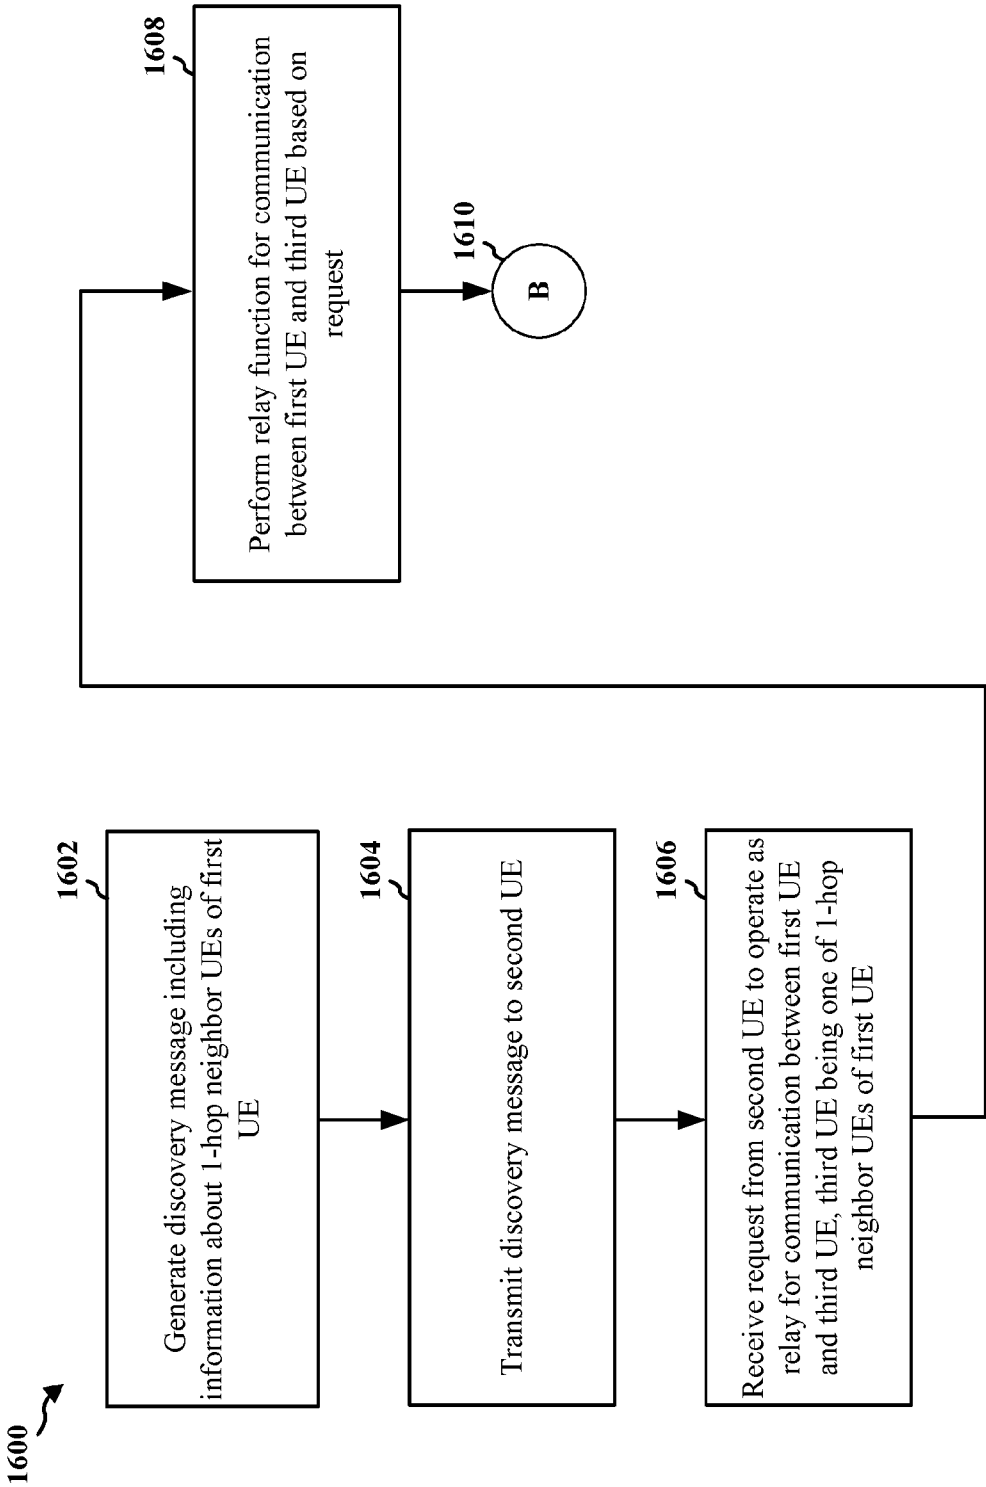 1600
1602
Generate discovery message including
information about 1-hop neighbor UEs of first
UE
1604
Transmit discovery message to second UE
1606
Receive request from second UE to operate as
relay for communication between first UE
and third UE, third UE being one of 1-hop
neighbor UEs of first UE
1608
Perform relay function for communication
between first UE and third UE based on
request
1610
B